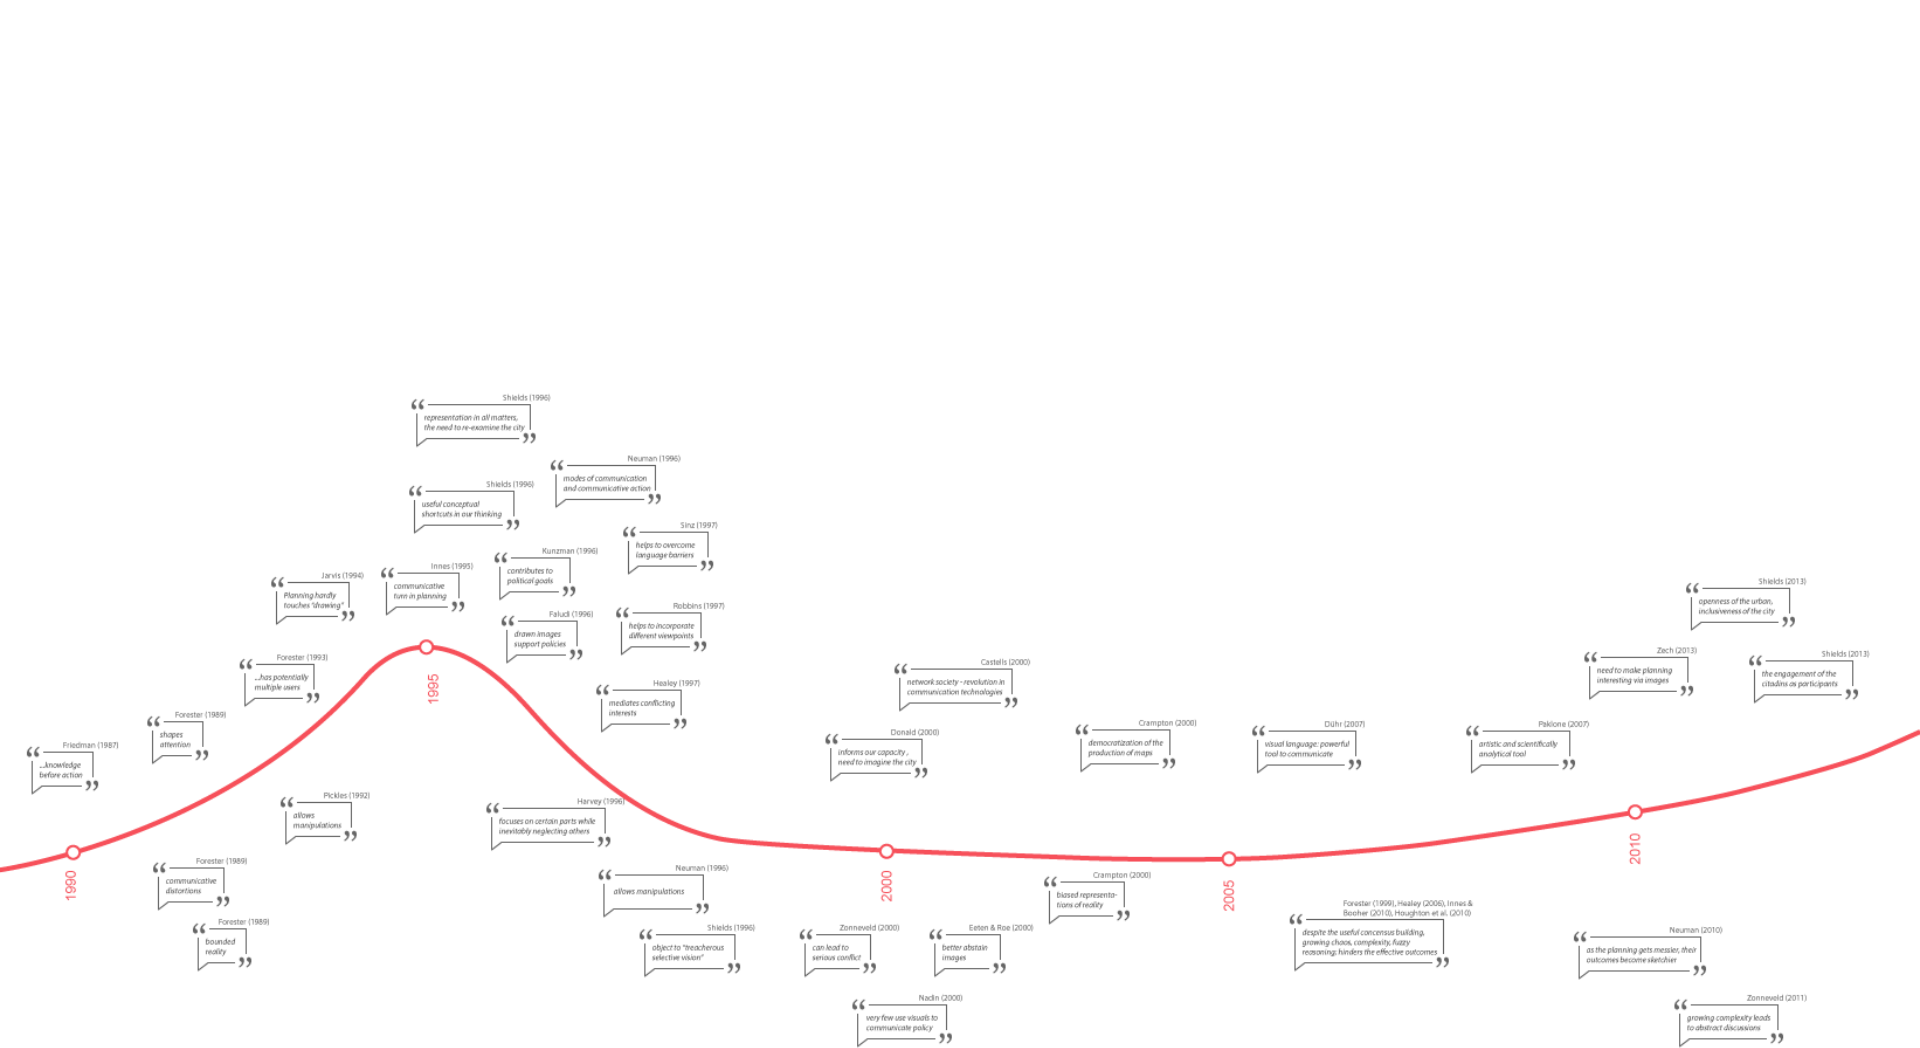 Shields (1996)
representation in all matters,
the need to re-examine the city
Neuman (1996)
modes of communication
and communicative action
Shields (1996)
useful conceptual
shortcuts in our thinking
Sinz (1997)
helps to overcome
language barriers
Kunzman (1996)
contributes to
political goals
Innes (1995)
communicative
turn in planning
Jarvis (1994)
Planning hardly
touches "drawing"
Faludi (1996)
drawn images
support policies
Robbins (1997)
helps to incorporate
different viewpoints
Forester (1993)
...has potentially
multiple users
Healey (1997)
mediates conflicting
interests
Forester (1989)
shapes
attention
Friedman (1987)
...knowledge
before action
Castells (2000)
network society - revolution in
communication technologies
Donald (2000)
informs our capacity ,
need to imagine the city
Crampton (2000)
democratization of the
production of maps
Dühr (2007)
visual language: powerful
tool to communicate
Paklone (2007)
artistic and scientifically
analytical tool
Shields (2013)
openness of the urban,
inclusiveness of the city
Zech (2013)
need to make planning
interesting via images
Shields (2013)
the engagement of the
citadins as participants
1990
1995
2000
2005
2010
Pickles (1992)
allows
manipulations
Harvey (1996)
focuses on certain parts while
inevitably neglecting others
Forester (1989)
communicative
distortions
Forester (1989)
bounded
reality
Neuman (1996)
allows manipulations
Shields (1996)
object to "treacherous
selective vision"
Zonneveld (2000)
can lead to
serious conflict
Eeten & Roe (2000)
better abstain
images
Nadin (2000)
very few use visuals to
communicate policy
Crampton (2000)
biased representa-
tions of reality
Forester (1999), Healey (2006), Innes &
Booher (2010), Houghton et al. (2010)
despite the useful concensus building,
growing chaos, complexity, fuzzy
reasoning; hinders the effective outcomes
Neuman (2010)
as the planning gets messier, their
outcomes become sketchier
Zonneveld (2011)
growing complexity leads
to abstract discussions